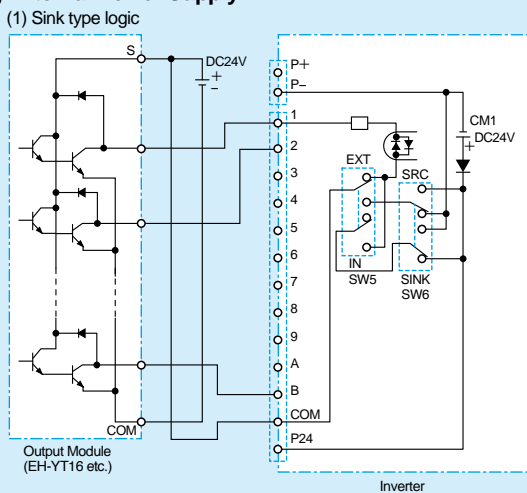 (1) Sink type logic
S
DC24V
+
−
COM
Output Module
(EH-YT16 etc.)
P+
P−
1
2
3
4
5
6
7
8
9
A
B
COM
P24
CM1
DC24V
+
EXT
SRC
IN
SW5
SINK
SW6
Inverter